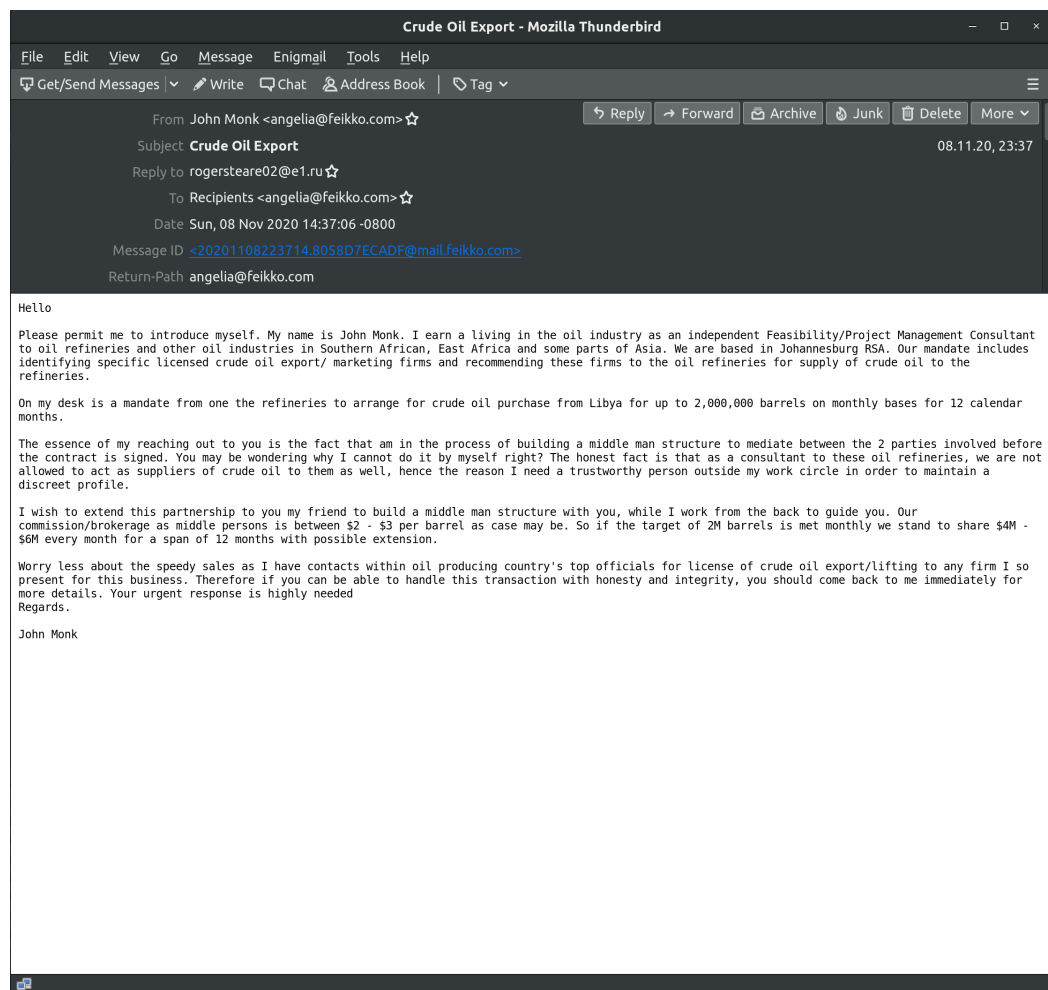 Crude Oil Export - Mozilla Thunderbird
File Edit View Go Message Enigmail Tools Help
Get/Send Messages Write Chat Address Book Tag
From John Monk <angelia@feikko.com>
Reply Forward Archive Junk Delete More
Subject Crude Oil Export
08.11.20, 23:37
Reply to rogersteare02@e1.ru
To Recipients <angelia@feikko.com>
Date Sun, 08 Nov 2020 14:37:06 -0800
Message ID <20201108223714.8058D7ECADF@mail.feikko.com>
Return-Path angelia@feikko.com
Hello
Please permit me to introduce myself. My name is John Monk. I earn a living in the oil industry as an independent Feasibility/Project Management Consultant
to oil refineries and other oil industries in Southern African, East Africa and some parts of Asia. We are based in Johannesburg RSA. Our mandate includes
identifying specific licensed crude oil export/ marketing firms and recommending these firms to the oil refineries for supply of crude oil to the
refineries.
On my desk is a mandate from one the refineries to arrange for crude oil purchase from Libya for up to 2,000,000 barrels on monthly bases for 12 calendar
months.
The essence of my reaching out to you is the fact that am in the process of building a middle man structure to mediate between the 2 parties involved before
the contract is signed. You may be wondering why I cannot do it by myself right? The honest fact is that as a consultant to these oil refineries, we are not
allowed to act as suppliers of crude oil to them as well, hence the reason I need a trustworthy person outside my work circle in order to maintain a
discreet profile.
I wish to extend this partnership to you my friend to build a middle man structure with you, while I work from the back to guide you. Our
commission/brokerage as middle persons is between $2 - $3 per barrel as case may be. So if the target of 2M barrels is met monthly we stand to share $4M -
$6M every month for a span of 12 months with possible extension.
Worry less about the speedy sales as I have contacts within oil producing country's top officials for license of crude oil export/lifting to any firm I so
present for this business. Therefore if you can be able to handle this transaction with honesty and integrity, you should come back to me immediately for
more details. Your urgent response is highly needed
Regards.
John Monk